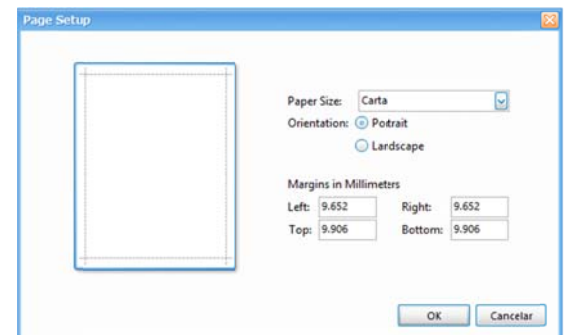 Page Setup
Paper Size: Carta
Orientation: Potrait
Lardscape
Margins in Millimeters
Left: 9.652 Right: 9.652
Top: 9.906 Bottom: 9.906
OK Cancelar